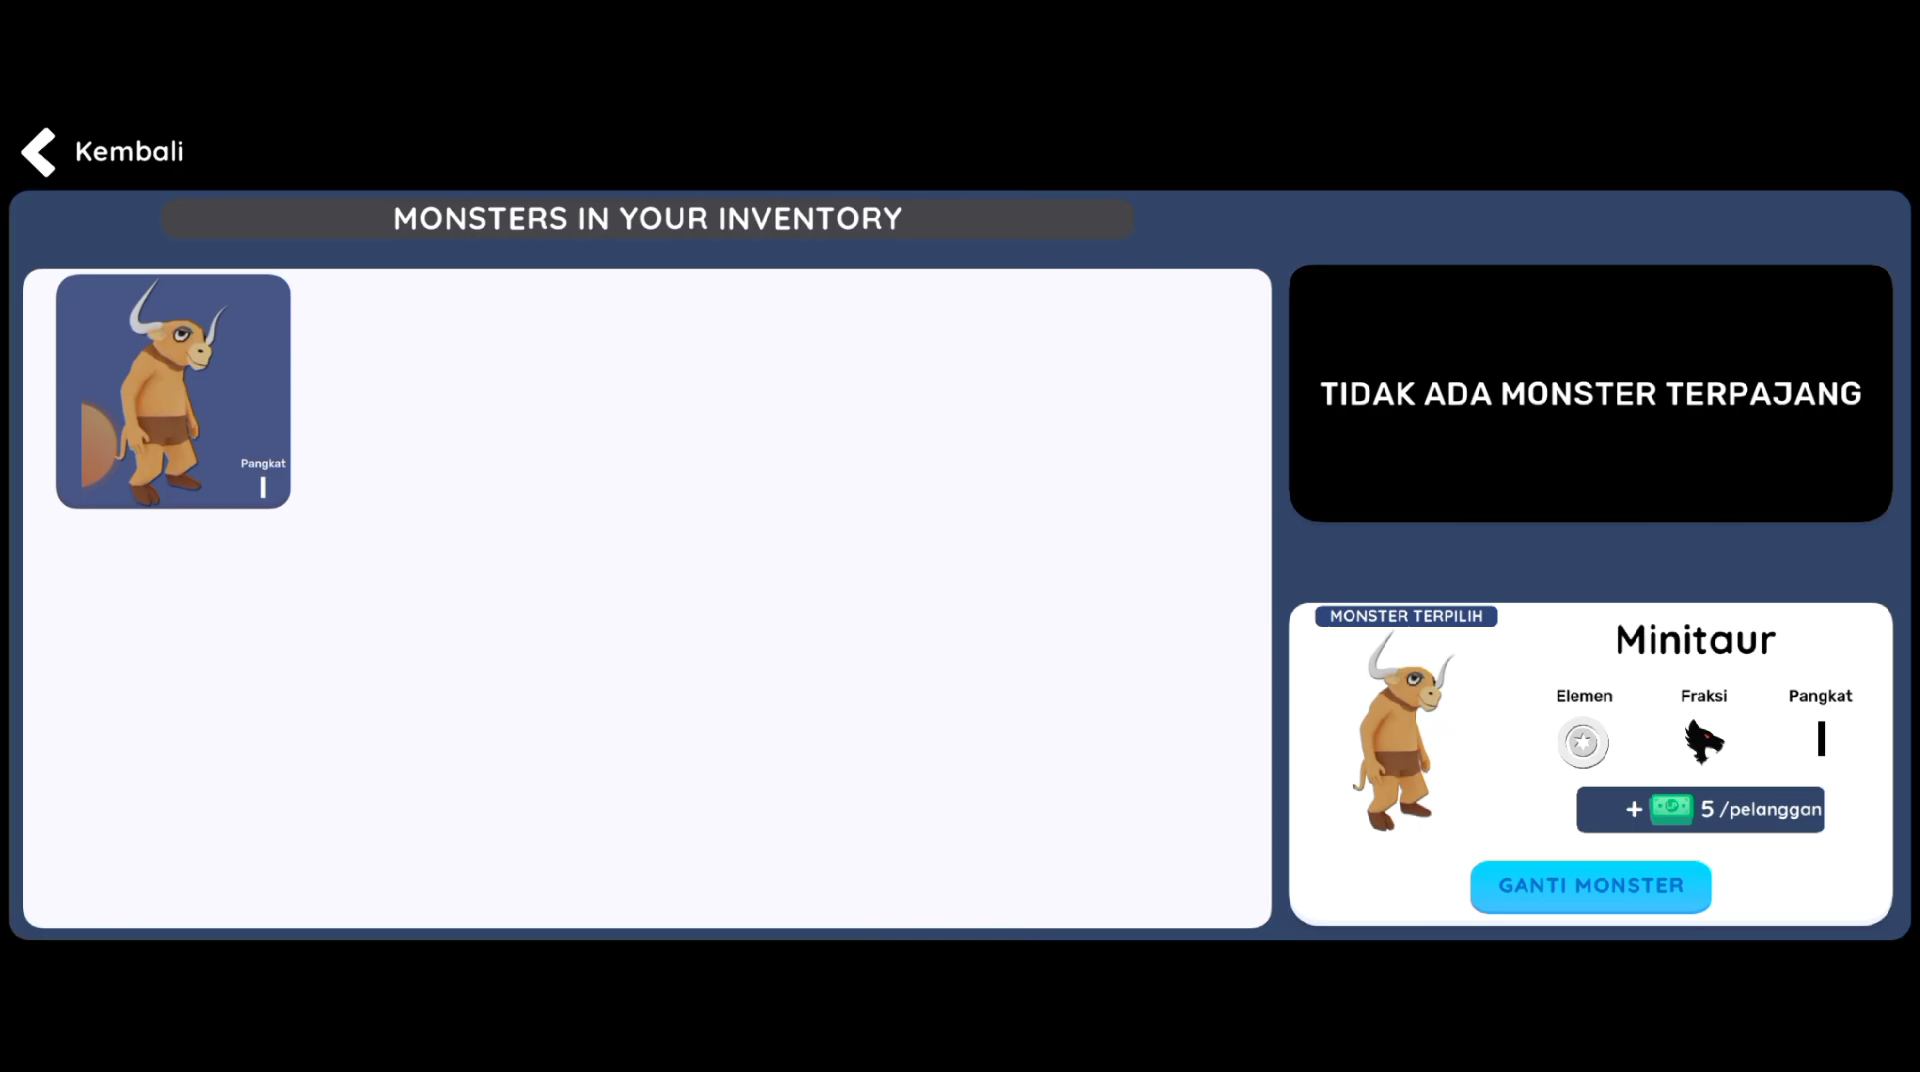 Kembali
MONSTERS IN YOUR INVENTORY
Pangkat
I
TIDAK ADA MONSTER TERPAJANG
MONSTER TERPILIH
Minitaur
Elemen Fraksi Pangkat
I
+ 5 /pelanggan
GANTI MONSTER